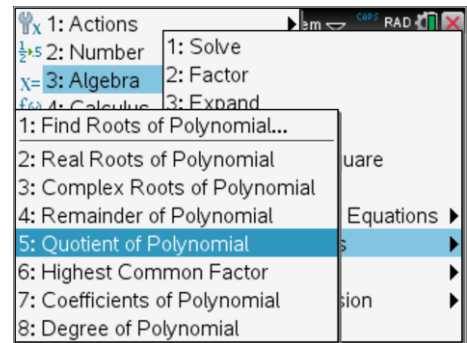 1: Actions
em
CAPS RAD
2: Number
1: Solve
3: Algebra
2: Factor
3: Expand
1: Find Roots of Polynomial...
2: Real Roots of Polynomial
uare
3: Complex Roots of Polynomial
4: Remainder of Polynomial
Equations
5: Quotient of Polynomial
s
6: Highest Common Factor
7: Coefficients of Polynomial
sion
8: Degree of Polynomial